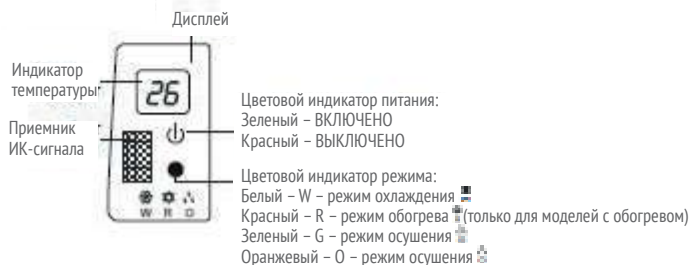 Дисплей
Индикатор
температуры
26
Приемник
ИК-сигнала
W R O
Цветовой индикатор питания:
Зеленый – ВКЛЮЧЕНО
Красный – ВЫКЛЮЧЕНО
Цветовой индикатор режима:
Белый – W – режим охлаждения
Красный – R – режим обогрева (только для моделей с обогревом)
Зеленый – G – режим осушения
Оранжевый – O – режим осушения